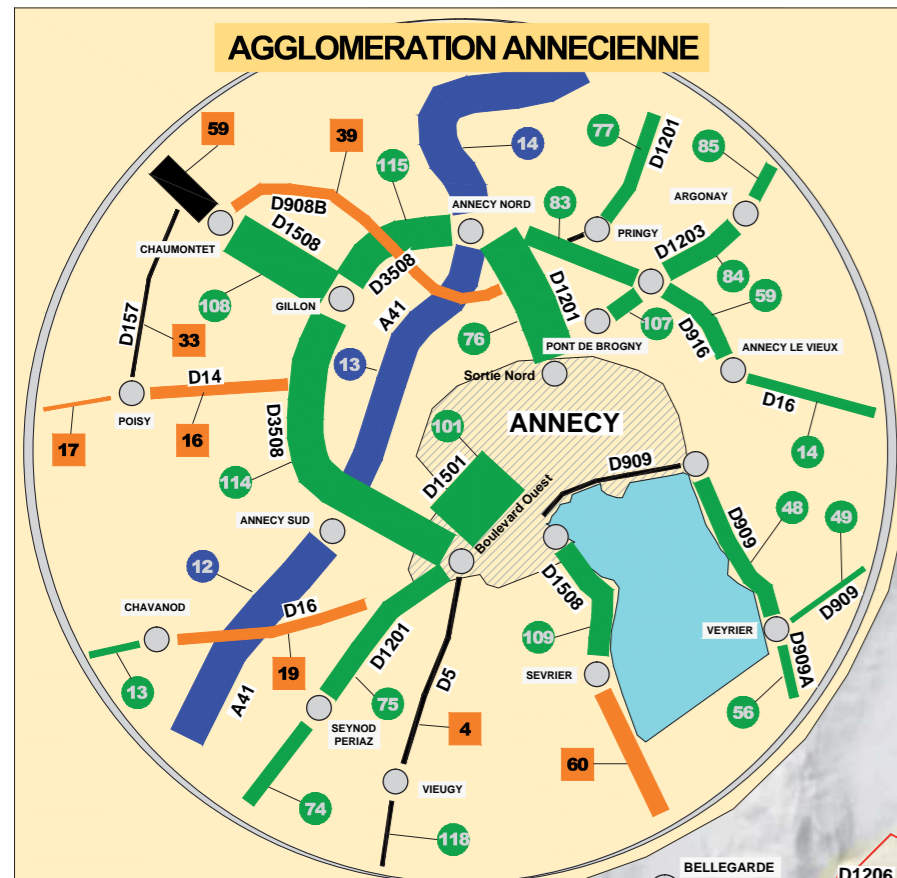 AGGLOMERATION ANNECIENNE
59
39
14
77
D1201
85
115
ARGONAY
D908B
ANNECY NORD
83
PRINGY
D1508
CHAUMONTET
D3508
D1203
84
108
GILLON
A41
D1201
59
D157
76
107
D916
33
PONT DE BROGNY
13
ANNECY LE VIEUX
Sortie Nord
D14
D16
POISY
17
16
D3508
ANNECY
101
14
D1501
D909
114
Boulevard Ouest
ANNECY SUD
D909
48
49
12
D1508
D909
CHAVANOD
D16
109
VEYRIER
D1201
D909A
13
19
D5
SEVRIER
A41
75
56
SEYNOD
PERIAZ
4
60
74
VIEUGY
118
BELLEGARDE
D1206